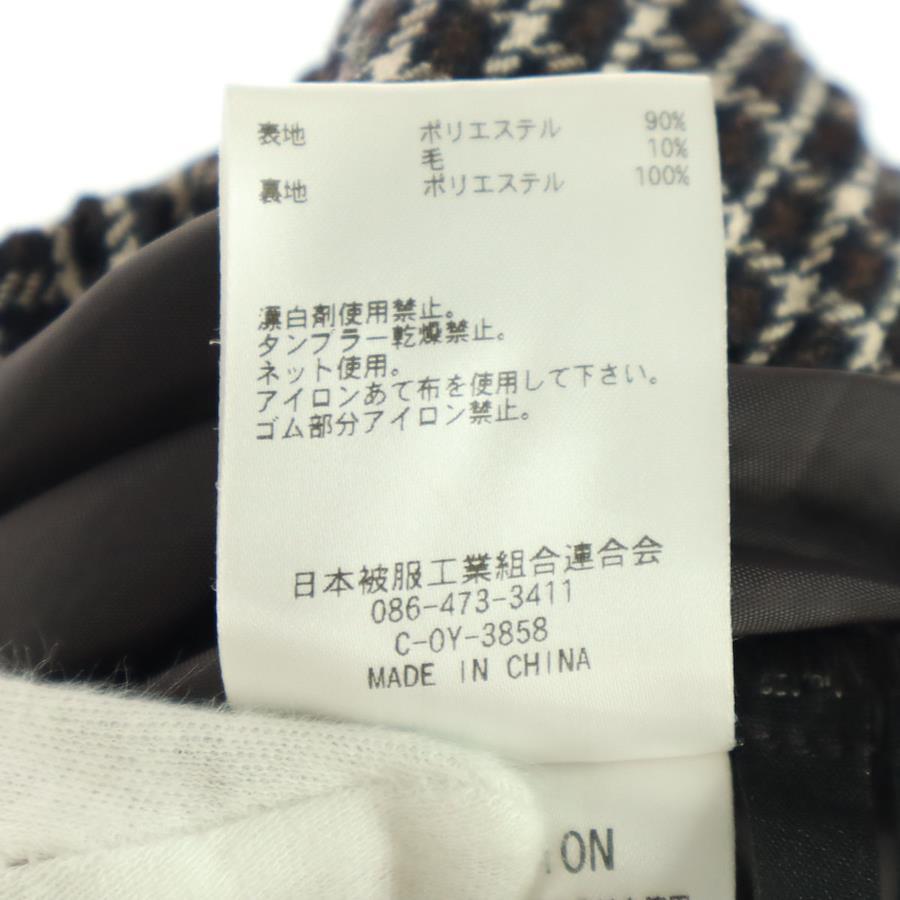 表地 ポリエステル 90%
毛 10%
裏地 ポリエステル 100%
漂白剤使用禁止。
タンブラー乾燥禁止。
ネット使用。
アイロンあて布を使用して下さい。
ゴム部分アイロン禁止。
日本被服工業組合連合会
086-473-3411
C-OY-3858
MADE IN CHINA
ION